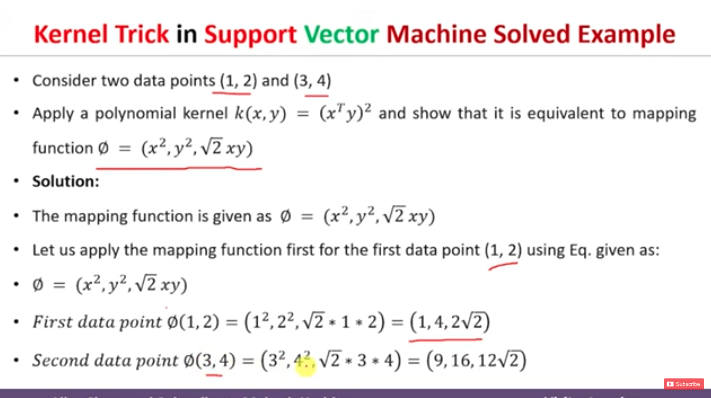 Kernel Trick in Support Vector Machine Solved Example
• Consider two data points (1, 2) and (3, 4)
• Apply a polynomial kernel k(x, y) = (xᵀy)² and show that it is equivalent to mapping
function ∅ = (x², y², √2 xy)
• Solution:
• The mapping function is given as ∅ = (x², y², √2 xy)
• Let us apply the mapping function first for the first data point (1, 2) using Eq. given as:
• ∅ = (x², y², √2 xy)
• First data point ∅(1, 2) = (1², 2², √2 * 1 * 2) = (1, 4, 2√2)
• Second data point ∅(3, 4) = (3², 4², √2 * 3 * 4) = (9, 16, 12√2)
Subscribe